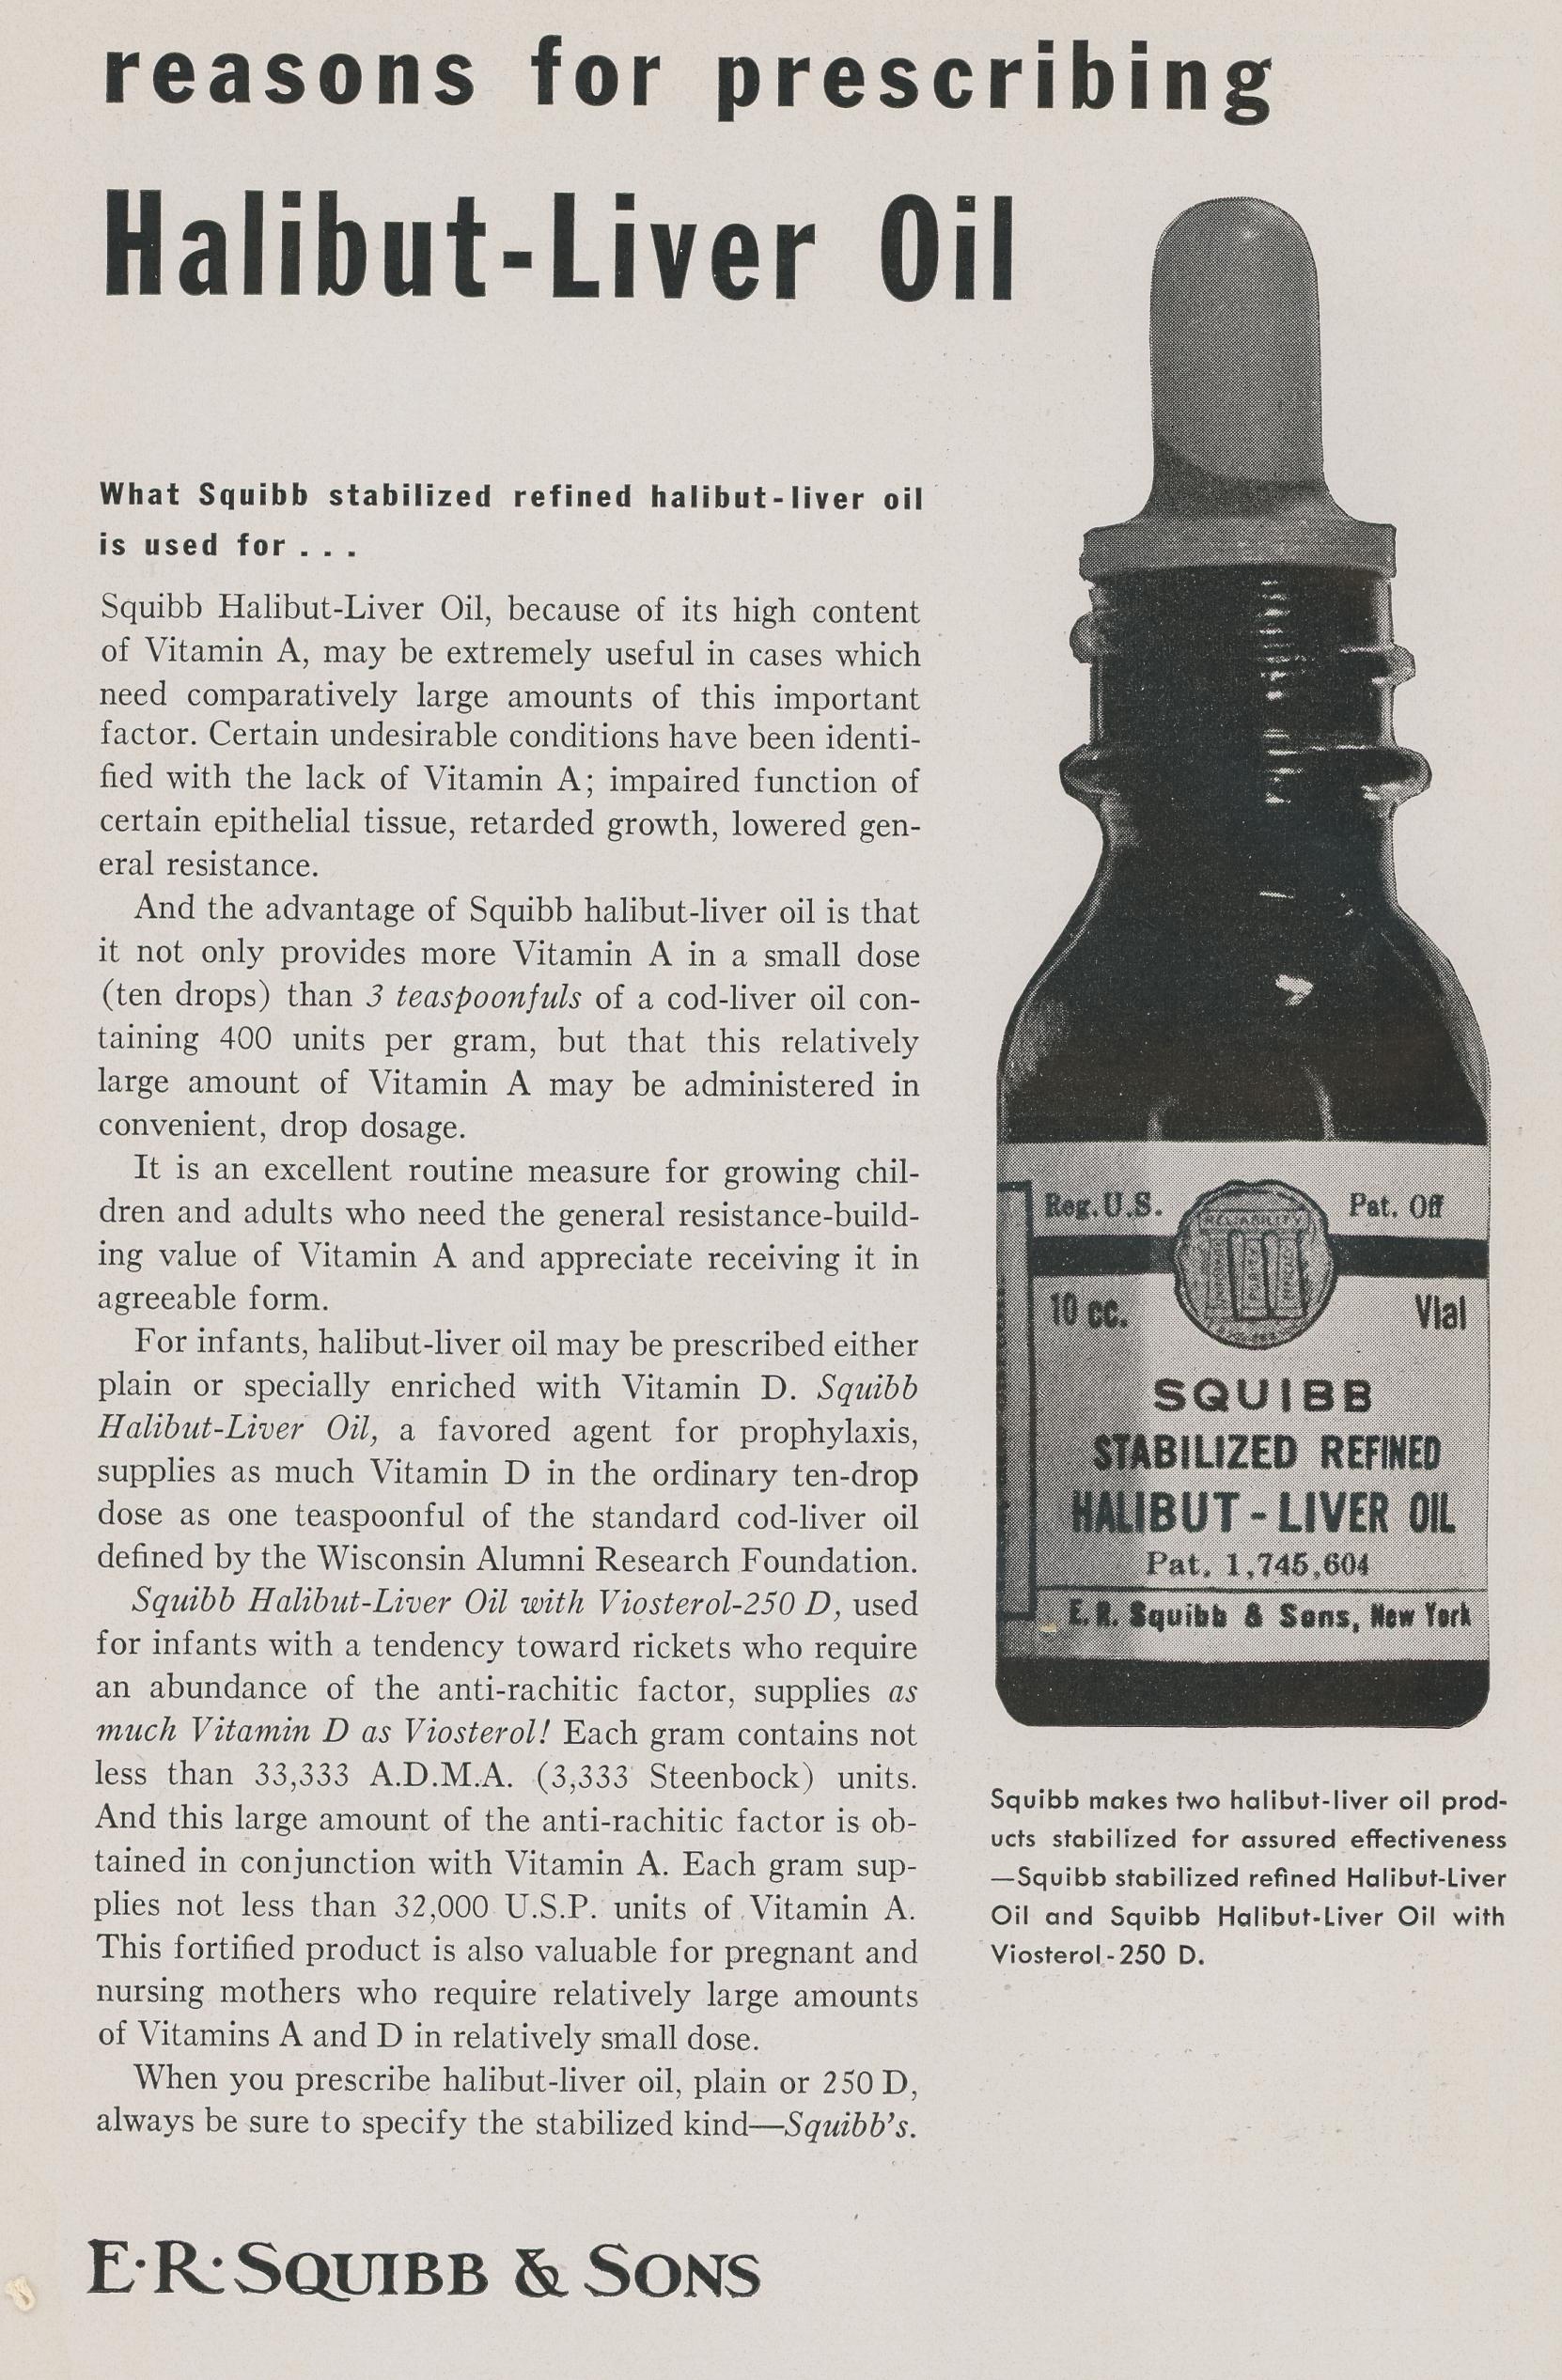 reasons for prescribing
Halibut-Liver Oil
What Squibb stabilized refined halibut-liver oil
is used for . . .
Squibb Halibut-Liver Oil, because of its high content
of Vitamin A, may be extremely useful in cases which
need comparatively large amounts of this important
factor. Certain undesirable conditions have been identi-
fied with the lack of Vitamin A; impaired function of
certain epithelial tissue, retarded growth, lowered gen-
eral resistance.
And the advantage of Squibb halibut-liver oil is that
it not only provides more Vitamin A in a small dose
(ten drops) than 3 teaspoonfuls of a cod-liver oil con-
taining 400 units per gram, but that this relatively
large amount of Vitamin A may be administered in
convenient, drop dosage.
It is an excellent routine measure for growing chil-
dren and adults who need the general resistance-build-
ing value of Vitamin A and appreciate receiving it in
agreeable form.
For infants, halibut-liver oil may be prescribed either
plain or specially enriched with Vitamin D. Squibb
Halibut-Liver Oil, a favored agent for prophylaxis,
supplies as much Vitamin D in the ordinary ten-drop
dose as one teaspoonful of the standard cod-liver oil
defined by the Wisconsin Alumni Research Foundation.
Squibb Halibut-Liver Oil with Viosterol-250 D, used
for infants with a tendency toward rickets who require
an abundance of the anti-rachitic factor, supplies as
much Vitamin D as Viosterol! Each gram contains not
less than 33,333 A.D.M.A. (3,333 Steenbock) units.
And this large amount of the anti-rachitic factor is ob-
tained in conjunction with Vitamin A. Each gram sup-
plies not less than 32,000 U.S.P. units of Vitamin A.
This fortified product is also valuable for pregnant and
nursing mothers who require relatively large amounts
of Vitamins A and D in relatively small dose.
When you prescribe halibut-liver oil, plain or 250 D,
always be sure to specify the stabilized kind—Squibb's.
E·R·SQUIBB & SONS
Reg. U.S. Pat. Off
RELIABILITY
PURITY
10 cc. Vial
SQUIBB
STABILIZED REFINED
HALIBUT-LIVER OIL
Pat. 1,745,604
E. R. Squibb & Sons, New York
Squibb makes two halibut-liver oil prod-
ucts stabilized for assured effectiveness
—Squibb stabilized refined Halibut-Liver
Oil and Squibb Halibut-Liver Oil with
Viosterol-250 D.